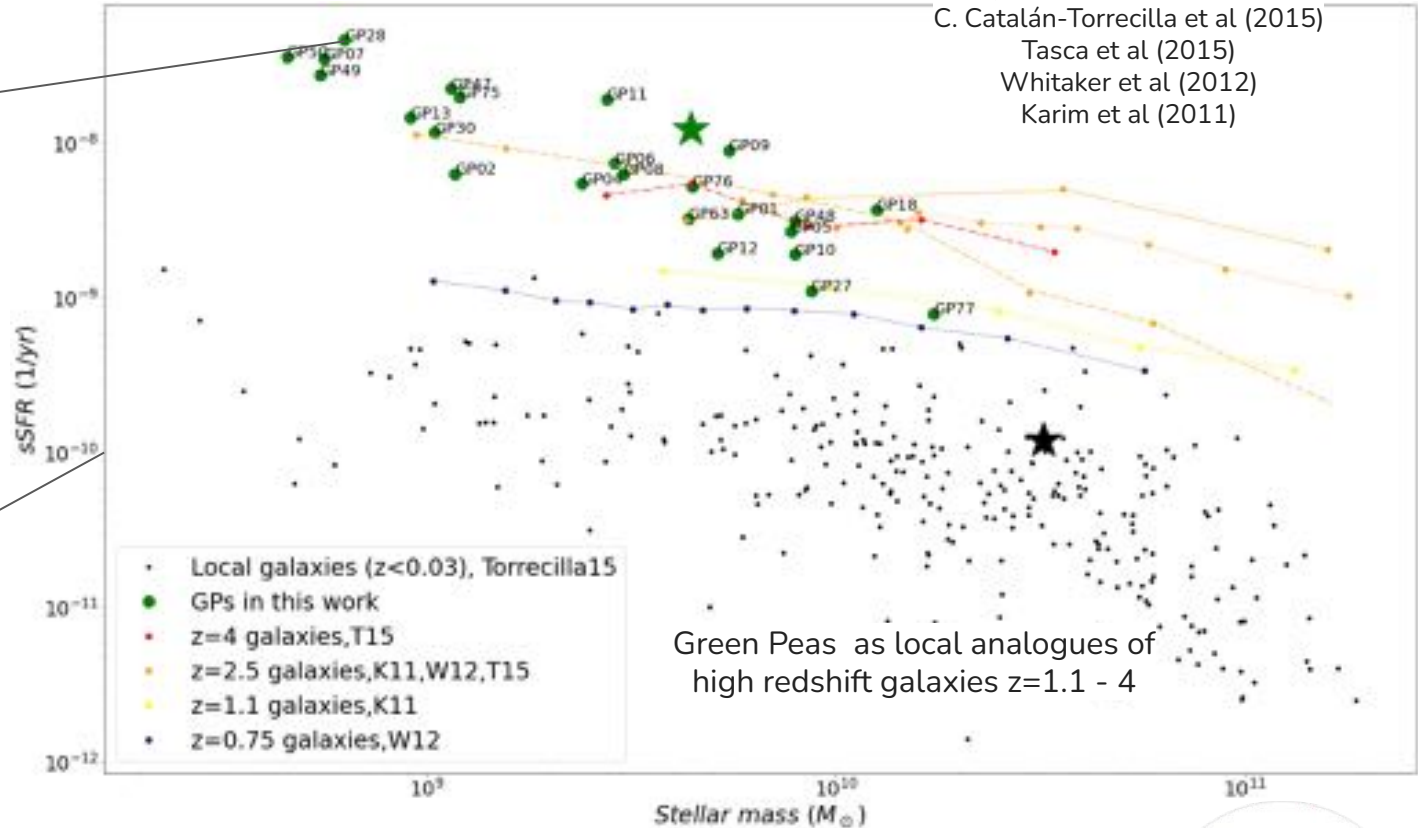 C. Catalán-Torrecilla et al (2015)
Tasca et al (2015)
Whitaker et al (2012)
Karim et al (2011)
GP28
GP07
GP49
GP47
GP75
GP11
GP13
GP30
GP09
GP02
GP06
GP08
GP76
GP63
GP01
GP48
GP18
GP05
GP12
GP10
GP27
GP77
10⁻⁸
10⁻⁹
10⁻¹⁰
10⁻¹¹
10⁻¹²
sSFR (1/yr)
Local galaxies (z<0.03), Torrecilla15
GPs in this work
z=4 galaxies,T15
z=2.5 galaxies,K11,W12,T15
z=1.1 galaxies,K11
z=0.75 galaxies,W12
Green Peas as local analogues of
high redshift galaxies z=1.1 - 4
10⁹
10¹⁰
10¹¹
Stellar mass (M☉)